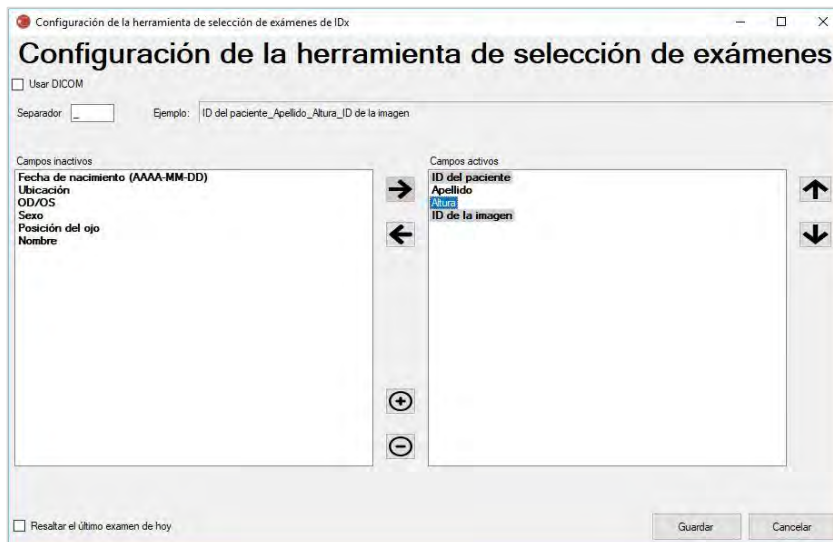 Configuración de la herramienta de selección de exámenes de IDx
Configuración de la herramienta de selección de exámenes
Usar DICOM
Separador _ Ejemplo: ID del paciente_Apellido_Altura_ID de la imagen
Campos inactivos
Fecha de nacimiento (AAAA-MM-DD)
Ubicación
OD/OS
Sexo
Posición del ojo
Nombre
Campos activos
ID del paciente
Apellido
Altura
ID de la imagen
Resaltar el último examen de hoy
Guardar Cancelar